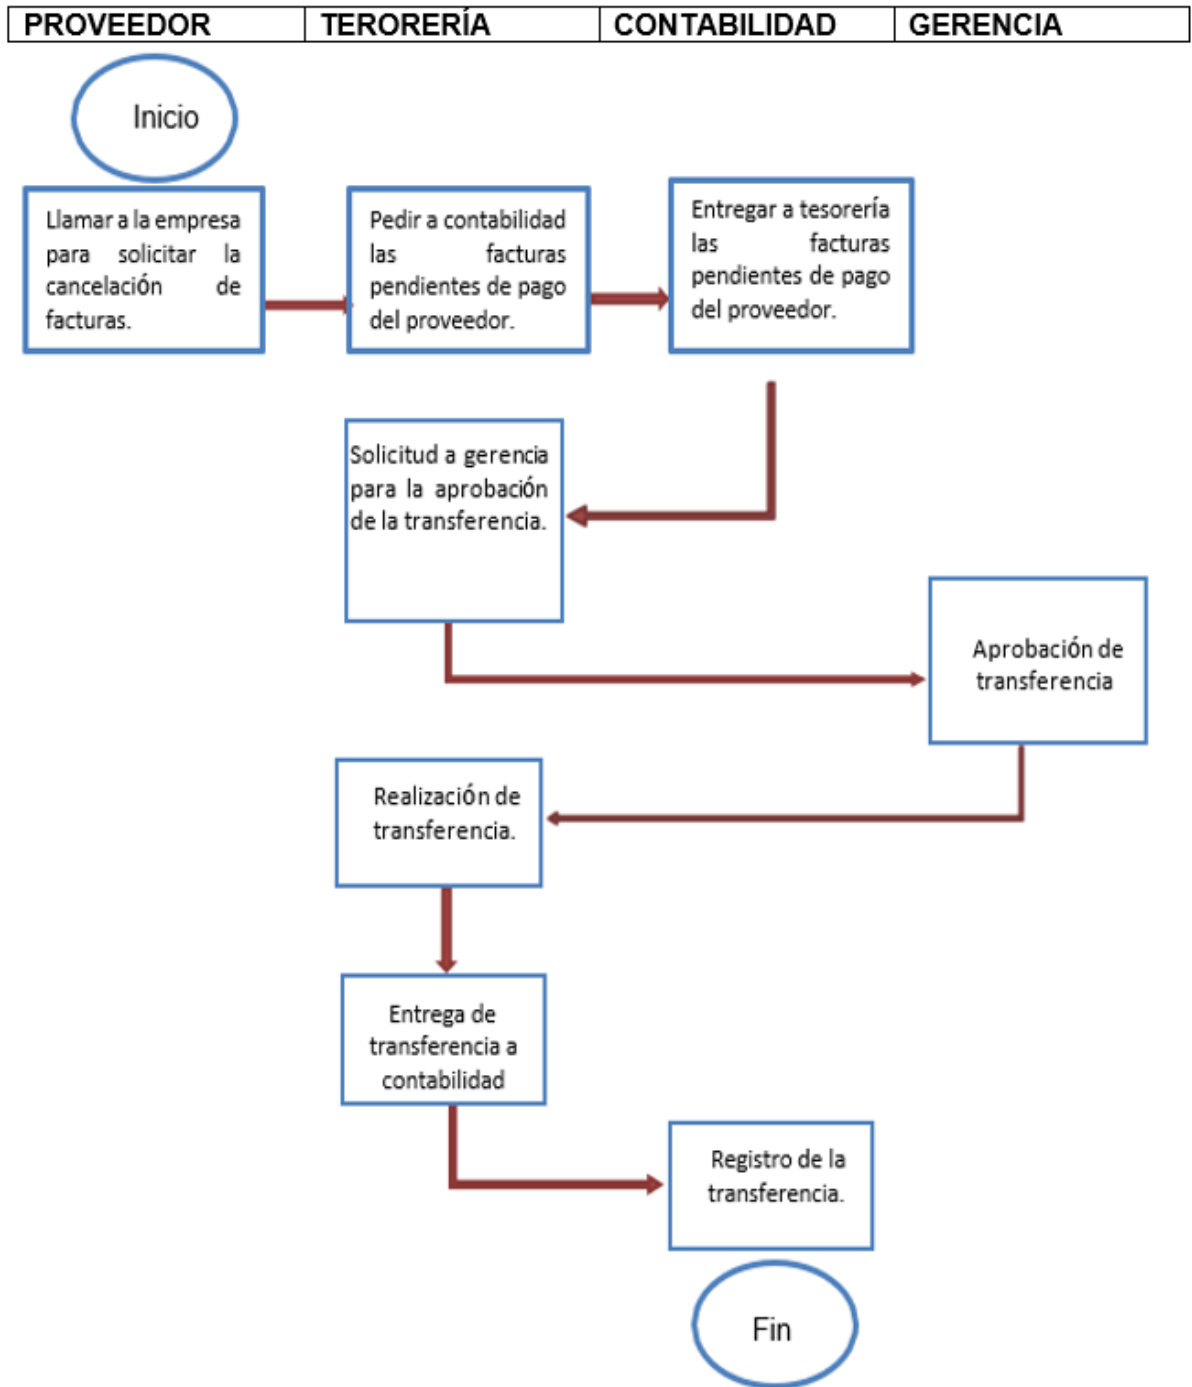 PROVEEDOR TERORERÍA CONTABILIDAD GERENCIA
Inicio
Llamar a la empresa
para solicitar la
cancelación de
facturas.
Pedir a contabilidad
las facturas
pendientes de pago
del proveedor.
Entregar a tesorería
las facturas
pendientes de pago
del proveedor.
Solicitud a gerencia
para la aprobación
de la transferencia.
Aprobación de
transferencia
Realización de
transferencia.
Entrega de
transferencia a
contabilidad
Registro de la
transferencia.
Fin